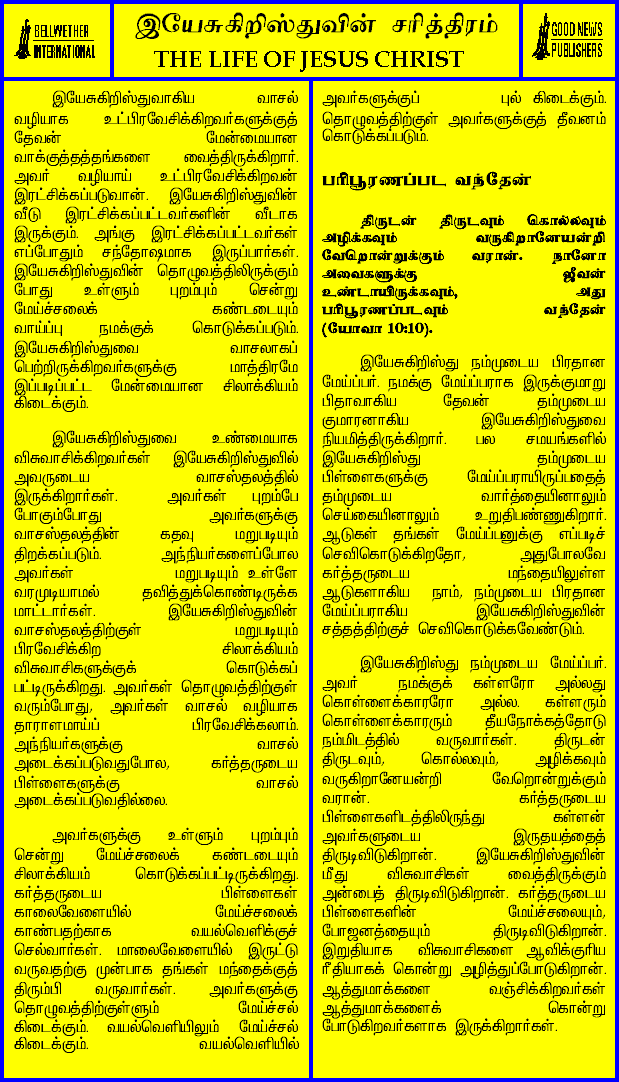 BELLWETHER
INTERNATIONAL
இயேசுகிறிஸ்துவின் சரித்திரம்
THE LIFE OF JESUS CHRIST
GOOD NEWS
PUBLISHERS
இயேசுகிறிஸ்துவாகிய வாசல்
வழியாக உட்பிரவேசிக்கிறவர்களுக்குத்
தேவன் மேன்மையான
வாக்குத்தத்தங்களை வைத்திருக்கிறார்.
அவர் வழியாய் உட்பிரவேசிக்கிறவன்
இரட்சிக்கப்படுவான். இயேசுகிறிஸ்துவின்
வீடு இரட்சிக்கப்பட்டவர்களின் வீடாக
இருக்கும். அங்கு இரட்சிக்கப்பட்டவர்கள்
எப்போதும் சந்தோஷமாக இருப்பார்கள்.
இயேசுகிறிஸ்துவின் தொழுவத்திலிருக்கும்
போது உள்ளும் புறம்பும் சென்று
மேய்ச்சலைக் கண்டடையும்
வாய்ப்பு நமக்குக் கொடுக்கப்படும்.
இயேசுகிறிஸ்துவை வாசலாகப்
பெற்றிருக்கிறவர்களுக்கு மாத்திரமே
இப்படிப்பட்ட மேன்மையான சிலாக்கியம்
கிடைக்கும்.
இயேசுகிறிஸ்துவை உண்மையாக
விசுவாசிக்கிறவர்கள் இயேசுகிறிஸ்துவில்
அவருடைய வாசஸ்தலத்தில்
இருக்கிறார்கள். அவர்கள் புறம்பே
போகும்போது அவர்களுக்கு
வாசஸ்தலத்தின் கதவு மறுபடியும்
திறக்கப்படும். அந்நியர்களைப்போல
அவர்கள் மறுபடியும் உள்ளே
வரமுடியாமல் தவித்துக்கொண்டிருக்க
மாட்டார்கள். இயேசுகிறிஸ்துவின்
வாசஸ்தலத்திற்குள் மறுபடியும்
பிரவேசிக்கிற சிலாக்கியம்
விசுவாசிகளுக்குக் கொடுக்கப்
பட்டிருக்கிறது. அவர்கள் தொழுவத்திற்குள்
வரும்போது, அவர்கள் வாசல் வழியாக
தாராளமாய்ப் பிரவேசிக்கலாம்.
அந்நியர்களுக்கு வாசல்
அடைக்கப்படுவதுபோல, கர்த்தருடைய
பிள்ளைகளுக்கு வாசல்
அடைக்கப்படுவதில்லை.
அவர்களுக்கு உள்ளும் புறம்பும்
சென்று மேய்ச்சலைக் கண்டடையும்
சிலாக்கியம் கொடுக்கப்பட்டிருக்கிறது.
கர்த்தருடைய பிள்ளைகள்
காலைவேளையில் மேய்ச்சலைக்
காண்பதற்காக வயல்வெளிக்குச்
செல்வார்கள். மாலைவேளையில் இருட்டு
வருவதற்கு முன்பாக தங்கள் மந்தைக்குத்
திரும்பி வருவார்கள். அவர்களுக்கு
தொழுவத்திற்குள்ளும் மேய்ச்சல்
கிடைக்கும். வயல்வெளியிலும் மேய்ச்சல்
கிடைக்கும். வயல்வெளியில்
அவர்களுக்குப் புல் கிடைக்கும்.
தொழுவத்திற்குள் அவர்களுக்குத் தீவனம்
கொடுக்கப்படும்.
பரிபூரணப்பட வந்தேன்
திருடன் திருடவும் கொல்லவும்
அழிக்கவும் வருகிறானேயன்றி
வேறொன்றுக்கும் வரான். நானோ
அவைகளுக்கு ஜீவன்
உண்டாயிருக்கவும், அது
பரிபூரணப்படவும் வந்தேன்
(யோவா 10:10).
இயேசுகிறிஸ்து நம்முடைய பிரதான
மேய்ப்பர். நமக்கு மேய்ப்பராக இருக்குமாறு
பிதாவாகிய தேவன் தம்முடைய
குமாரனாகிய இயேசுகிறிஸ்துவை
நியமித்திருக்கிறார். பல சமயங்களில்
இயேசுகிறிஸ்து தம்முடைய
பிள்ளைகளுக்கு மேய்ப்பராயிருப்பதைத்
தம்முடைய வார்த்தையினாலும்
செய்கையினாலும் உறுதிபண்ணுகிறார்.
ஆடுகள் தங்கள் மேய்ப்பனுக்கு எப்படிச்
செவிகொடுக்கிறதோ, அதுபோலவே
கர்த்தருடைய மந்தையிலுள்ள
ஆடுகளாகிய நாம், நம்முடைய பிரதான
மேய்ப்பராகிய இயேசுகிறிஸ்துவின்
சத்தத்திற்குச் செவிகொடுக்கவேண்டும்.
இயேசுகிறிஸ்து நம்முடைய மேய்ப்பர்.
அவர் நமக்குக் கள்ளரோ அல்லது
கொள்ளைக்காரரோ அல்ல. கள்ளரும்
கொள்ளைக்காரரும் தீயநோக்கத்தோடு
நம்மிடத்தில் வருவார்கள். திருடன்
திருடவும், கொல்லவும், அழிக்கவும்
வருகிறானேயன்றி வேறொன்றுக்கும்
வரான். கர்த்தருடைய
பிள்ளைகளிடத்திலிருந்து கள்ளன்
அவர்களுடைய இருதயத்தைத்
திருடிவிடுகிறான். இயேசுகிறிஸ்துவின்
மீது விசுவாசிகள் வைத்திருக்கும்
அன்பைத் திருடிவிடுகிறான். கர்த்தருடைய
பிள்ளைகளின் மேய்ச்சலையும்,
போஜனத்தையும் திருடிவிடுகிறான்.
இறுதியாக விசுவாசிகளை ஆவிக்குரிய
ரீதியாகக் கொன்று அழித்துப்போடுகிறான்.
ஆத்துமாக்களை வஞ்சிக்கிறவர்கள்
ஆத்துமாக்களைக் கொன்று
போடுகிறவர்களாக இருக்கிறார்கள்.